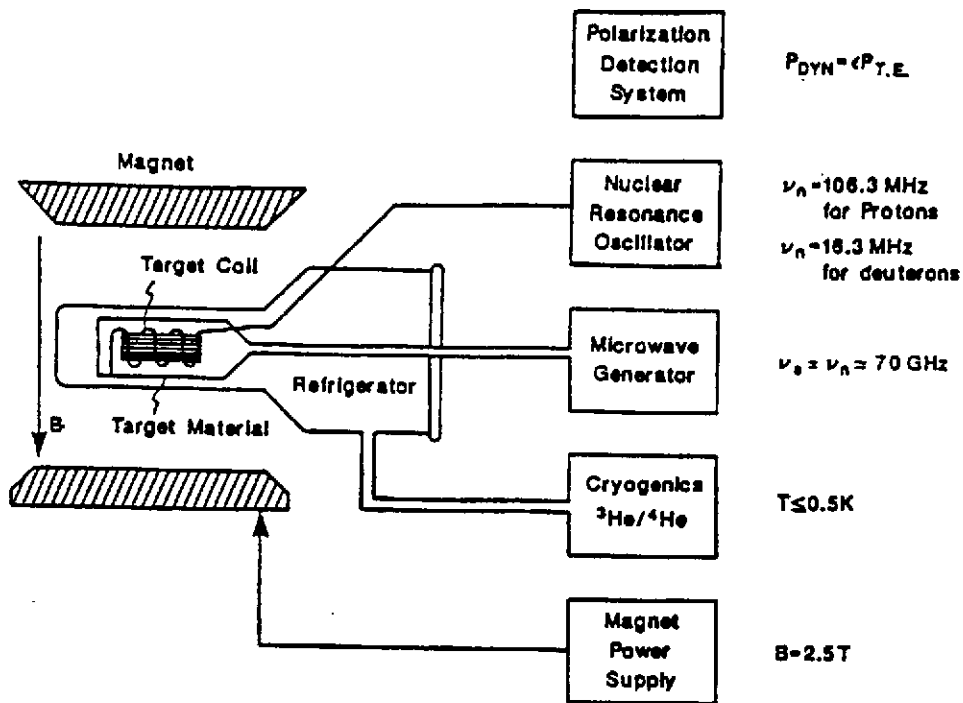 Polarization
Detection
System
P_DYN=єP_T.E.
Magnet
Nuclear
Resonance
Oscillator
ν_n=106.3 MHz
for Protons
ν_n=16.3 MHz
for deuterons
Target Coil
Microwave
Generator
ν_e ± ν_n = 70 GHz
Refrigerator
B
Target Material
Cryogenics
³He/⁴He
T≤0.5K
Magnet
Power
Supply
B=2.5T